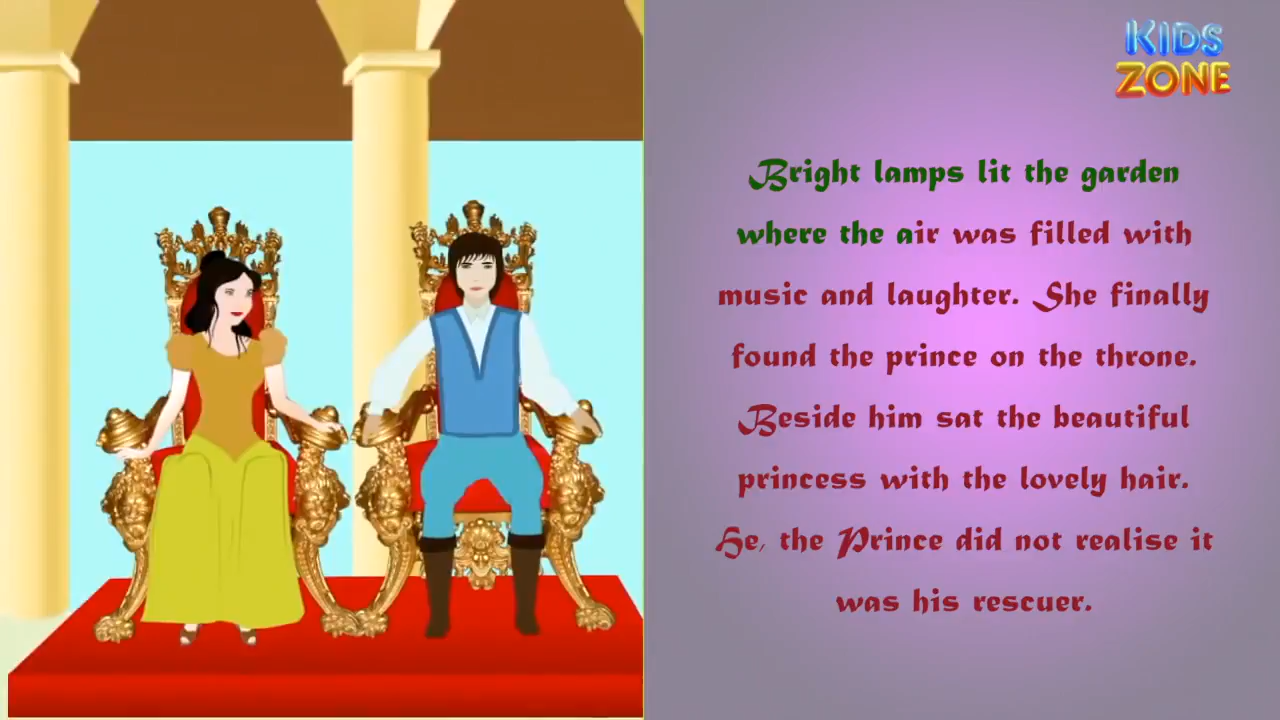 KIDS
ZONE
Bright lamps lit the garden
where the air was filled with
music and laughter. She finally
found the prince on the throne.
Beside him sat the beautiful
princess with the lovely hair.
He, the Prince did not realise it
was his rescuer.